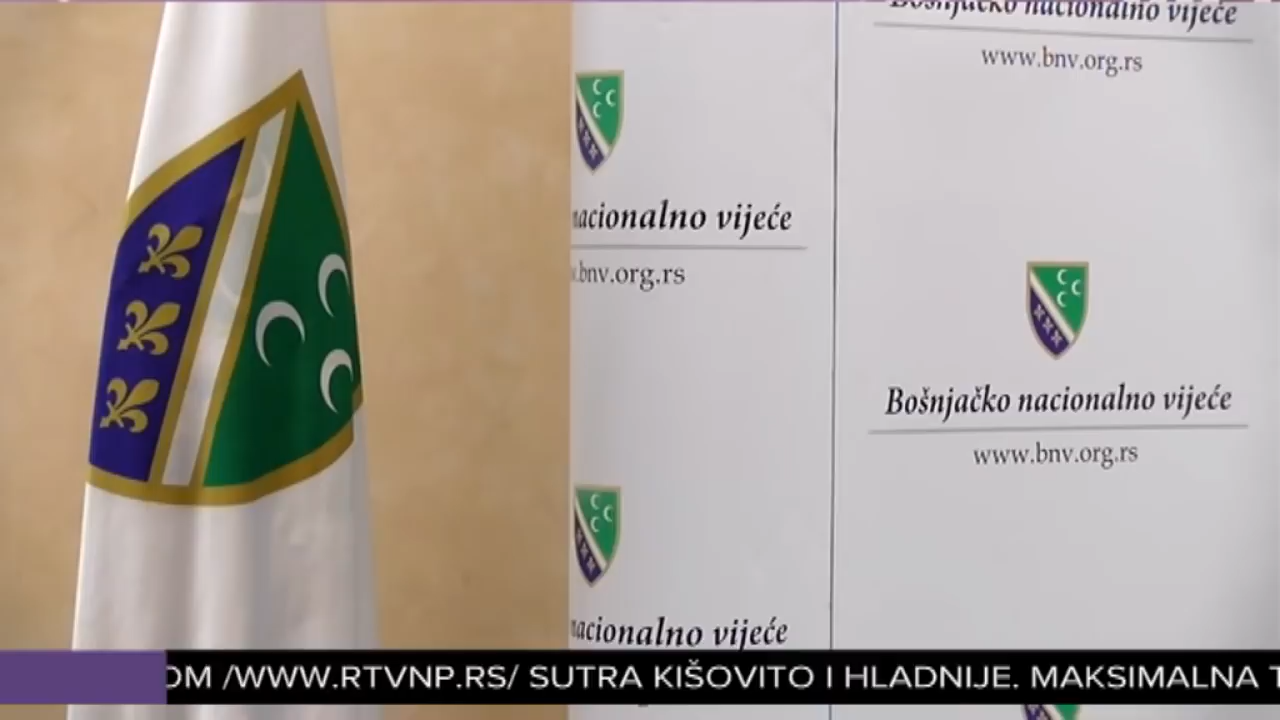 Bošnjačko nacionalno vijeće
www.bnv.org.rs
nacionalno vijeće
.bnv.org.rs
Bošnjačko nacionalno vijeće
www.bnv.org.rs
nacionalno vijeće
OM /WWW.RTVNP.RS/ SUTRA KIŠOVITO I HLADNIJE. MAKSIMALNA T